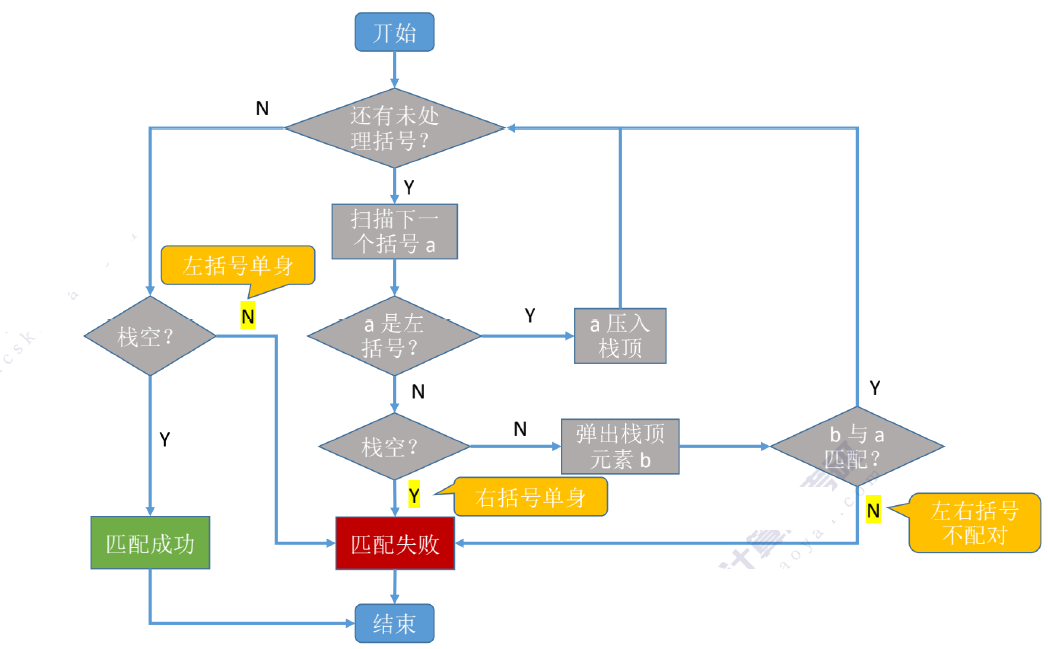 开始
N
还有未处
理括号？
Y
扫描下一
个括号 a
左括号单身
N
栈空？
a 是左
括号？
Y
a 压入
栈顶
N
Y
栈空？
N
弹出栈顶
元素 b
Y
b 与 a
匹配？
Y
右括号单身
N
左右括号
不配对
匹配成功
匹配失败
结束